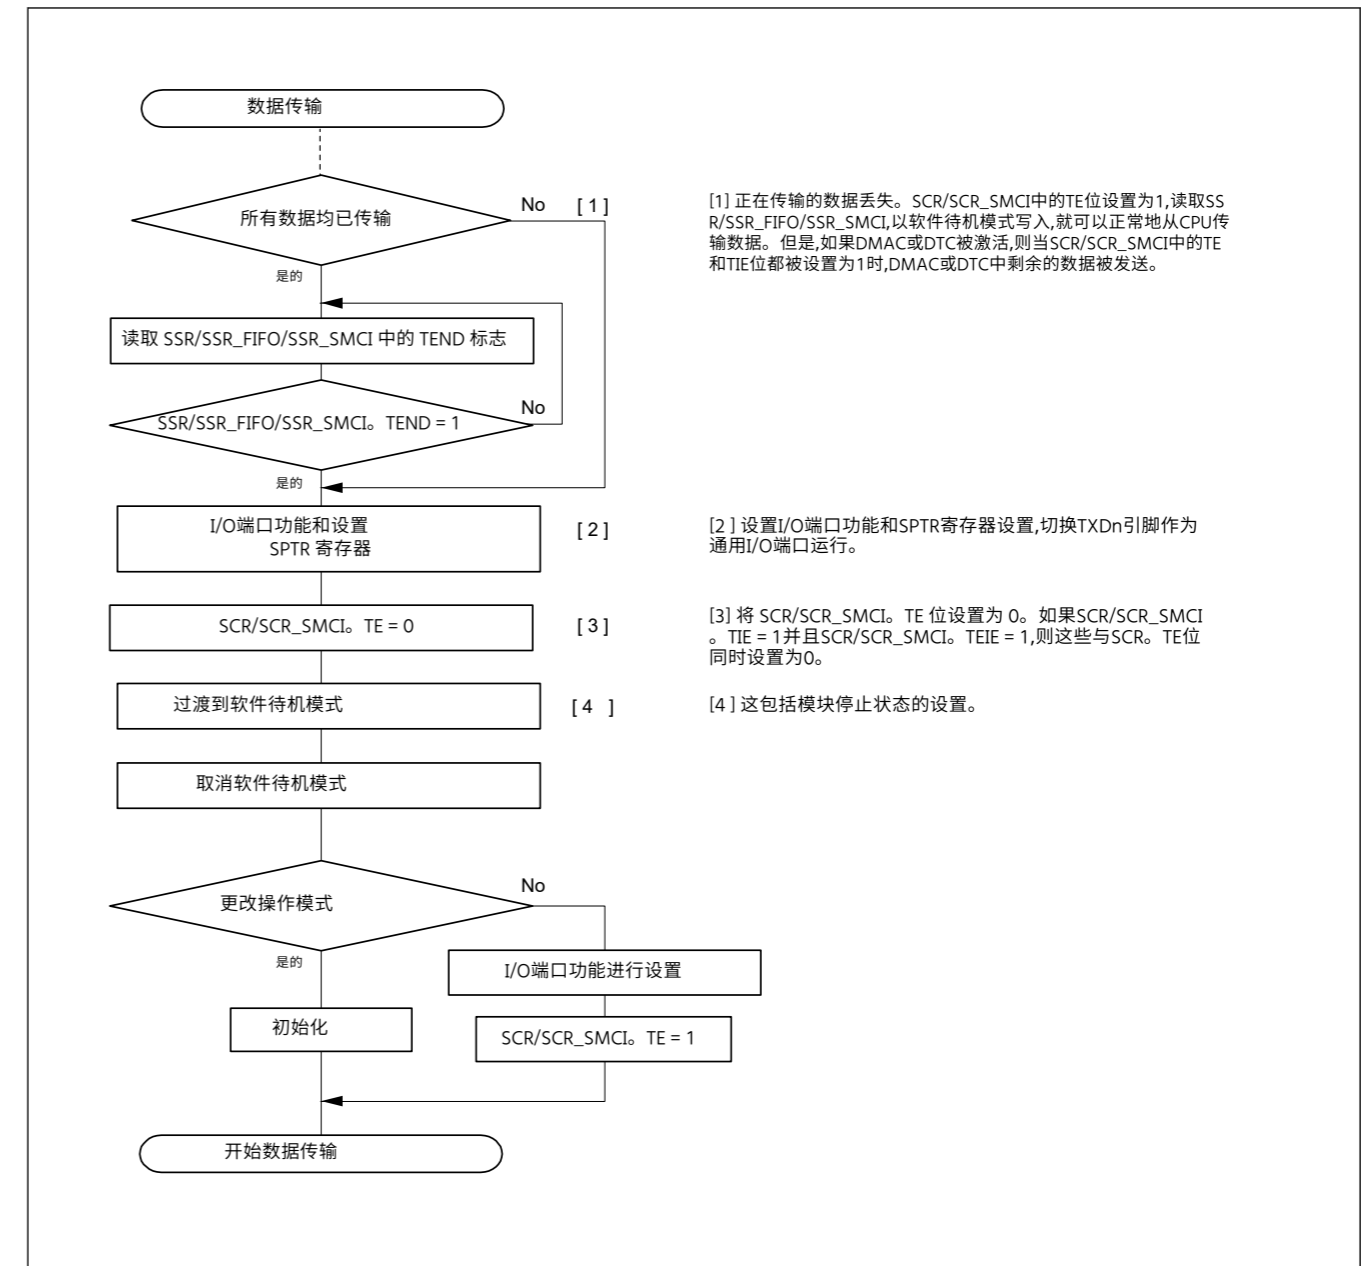 数据传输
所有数据均已传输
No
[ 1 ]
[1] 正在传输的数据丢失。SCR/SCR_SMCI中的TE位设置为1,读取SS
R/SSR_FIFO/SSR_SMCI,以软件待机模式写入,就可以正常地从CPU传
输数据。但是,如果DMAC或DTC被激活,则当SCR/SCR_SMCI中的TE
和TIE位都被设置为1时,DMAC或DTC中剩余的数据被发送。
是的
读取 SSR/SSR_FIFO/SSR_SMCI 中的 TEND 标志
SSR/SSR_FIFO/SSR_SMCI。TEND = 1
No
是的
I/O端口功能和设置
SPTR 寄存器
[ 2 ]
[2 ] 设置I/O端口功能和SPTR寄存器设置,切换TXDn引脚作为
通用I/O端口运行。
SCR/SCR_SMCI。TE = 0
[ 3 ]
[3] 将 SCR/SCR_SMCI。TE 位设置为 0。如果SCR/SCR_SMCI
。TIE = 1并且SCR/SCR_SMCI。TEIE = 1,则这些与SCR。TE位
同时设置为0。
过渡到软件待机模式
[ 4 ]
[4 ] 这包括模块停止状态的设置。
取消软件待机模式
更改操作模式
No
是的
I/O端口功能进行设置
初始化
SCR/SCR_SMCI。TE = 1
开始数据传输